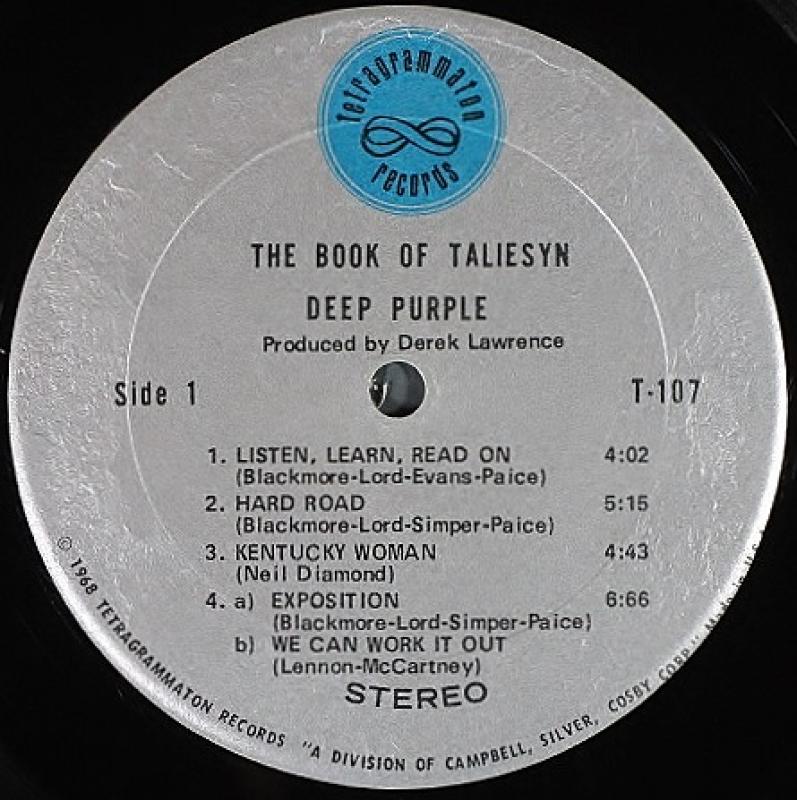 tetragrammaton
records
THE BOOK OF TALIESYN
DEEP PURPLE
Produced by Derek Lawrence
Side 1
T-107
1. LISTEN, LEARN, READ ON 4:02
(Blackmore-Lord-Evans-Paice)
2. HARD ROAD 5:15
(Blackmore-Lord-Simper-Paice)
3. KENTUCKY WOMAN 4:43
(Neil Diamond)
4. a) EXPOSITION 6:66
(Blackmore-Lord-Simper-Paice)
b) WE CAN WORK IT OUT
(Lennon-McCartney)
STEREO
© 1968 TETRAGRAMMATON RECORDS "A DIVISION OF CAMPBELL, SILVER, COSBY CORP." Made in U.S.A.